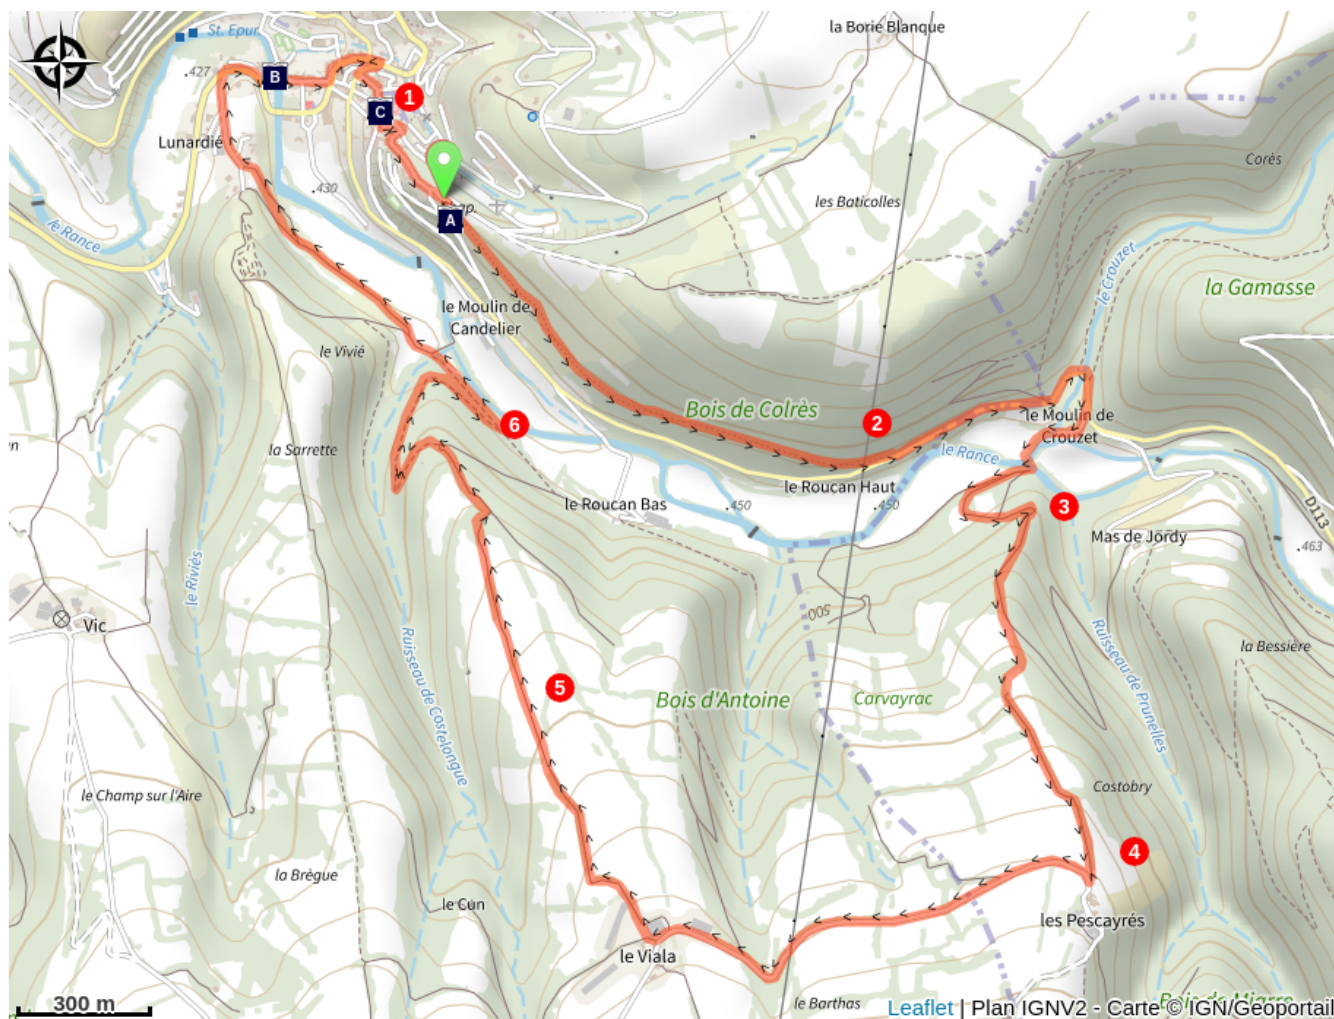 la Borie Blanque
St. Epur.
.427
B
1
C
Lunardié
Corès
.430
les Baticolles
A
le Rance
le Crouzet
la Gamasse
le Moulin de
Candelier
le Vivié
Bois de Colrès
2
le Moulin de
Crouzet
6
la Sarrette
le Rance
le Roucan Haut
le Roucan Bas
.450
.450
3
D113
Mas de Jordy
.463
le Riviès
500
Vic
Ruisseau de Costelongue
Ruisseau de Prunelles
la Bessière
5
Bois d'Antoine
Carvayrac
le Champ sur l'Aire
Costobry
4
la Brègue
le Cun
les Pescayrés
le Viala
le Barthas
300 m
Leaflet | Plan IGNV2 - Carte © IGN/Geoportail